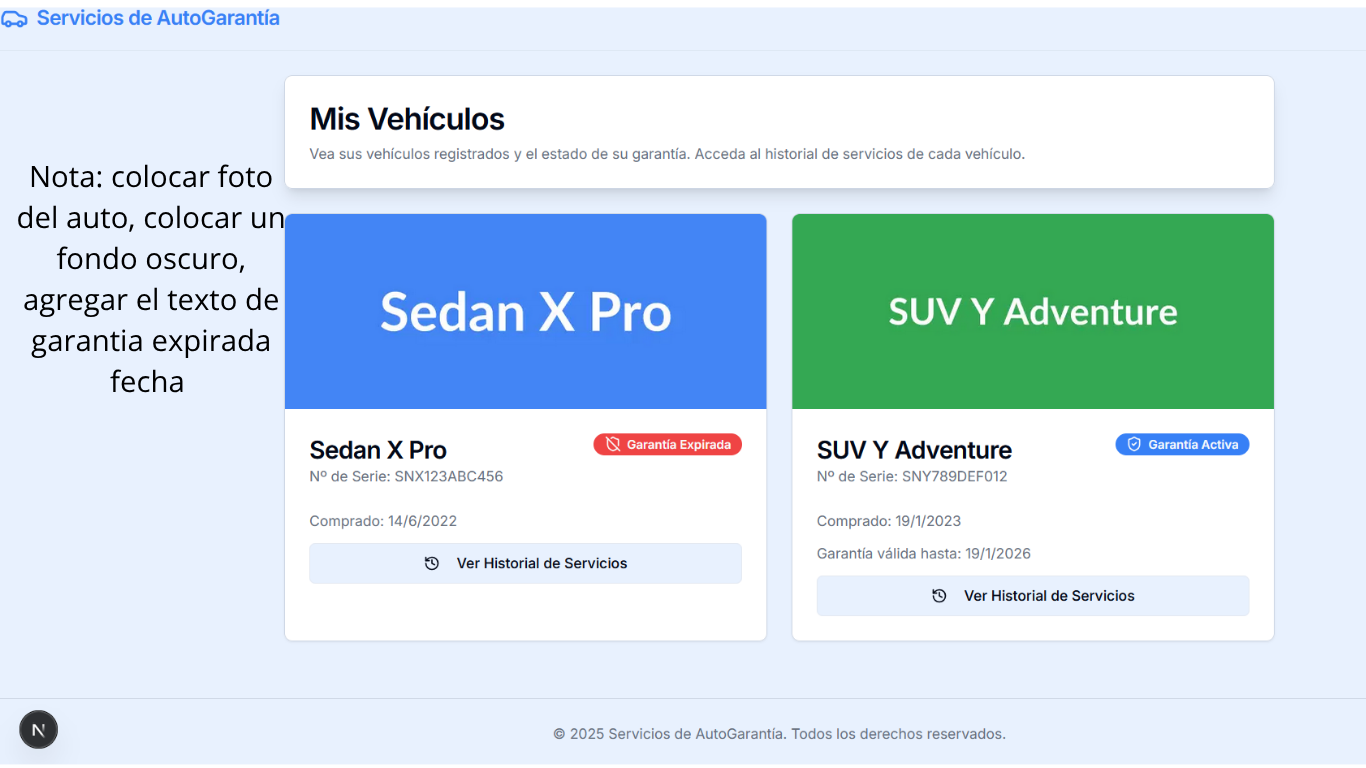 Servicios de AutoGarantía
Mis Vehículos
Vea sus vehículos registrados y el estado de su garantía. Acceda al historial de servicios de cada vehículo.
Nota: colocar foto
del auto, colocar un
fondo oscuro,
agregar el texto de
garantia expirada
fecha
Sedan X Pro
Sedan X Pro
Garantía Expirada
Nº de Serie: SNX123ABC456
Comprado: 14/6/2022
Ver Historial de Servicios
SUV Y Adventure
SUV Y Adventure
Garantía Activa
Nº de Serie: SNY789DEF012
Comprado: 19/1/2023
Garantía válida hasta: 19/1/2026
Ver Historial de Servicios
N
© 2025 Servicios de AutoGarantía. Todos los derechos reservados.